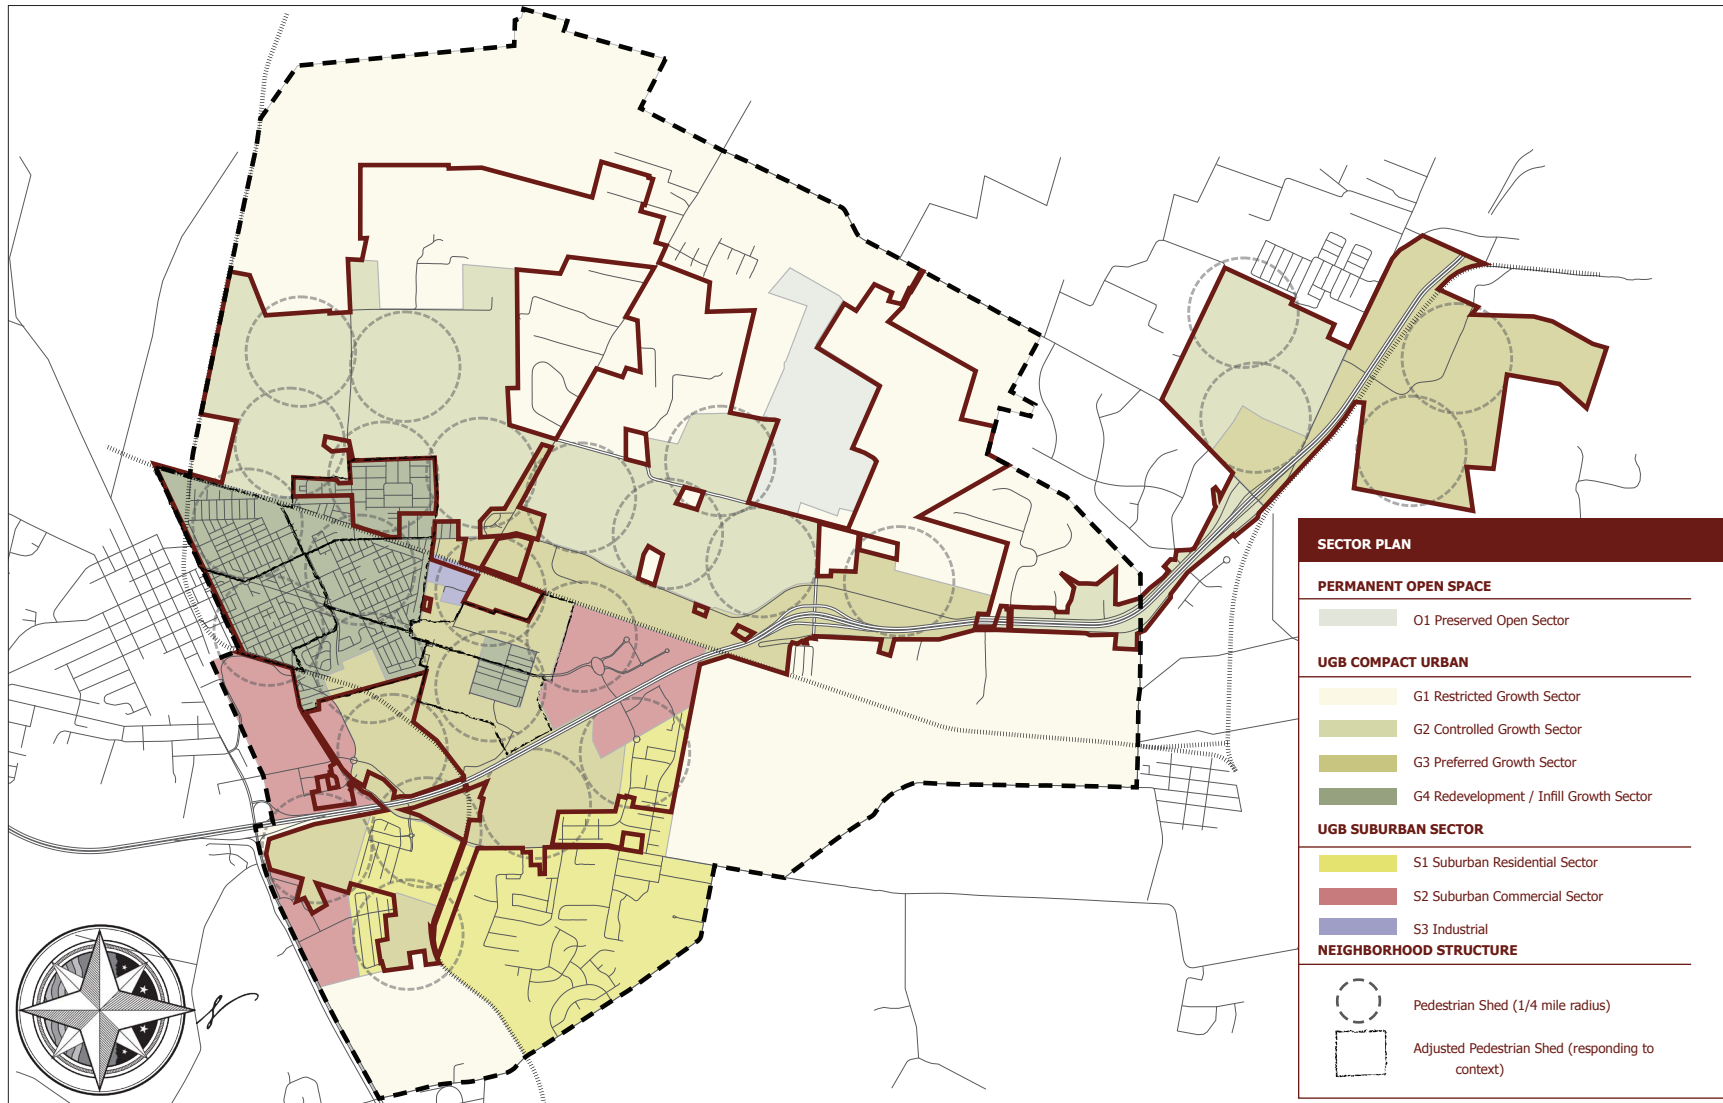 SECTOR PLAN
PERMANENT OPEN SPACE
O1 Preserved Open Sector
UGB COMPACT URBAN
G1 Restricted Growth Sector
G2 Controlled Growth Sector
G3 Preferred Growth Sector
G4 Redevelopment / Infill Growth Sector
UGB SUBURBAN SECTOR
S1 Suburban Residential Sector
S2 Suburban Commercial Sector
S3 Industrial
NEIGHBORHOOD STRUCTURE
Pedestrian Shed (1/4 mile radius)
Adjusted Pedestrian Shed (responding to
context)